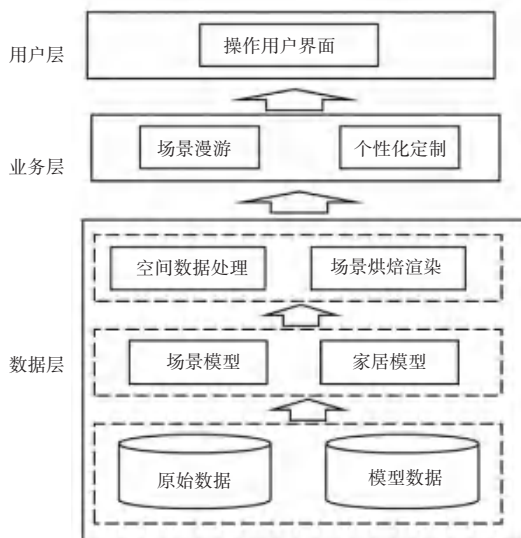 用户层
操作用户界面
业务层
场景漫游
个性化定制
空间数据处理
场景烘焙渲染
数据层
场景模型
家居模型
原始数据
模型数据